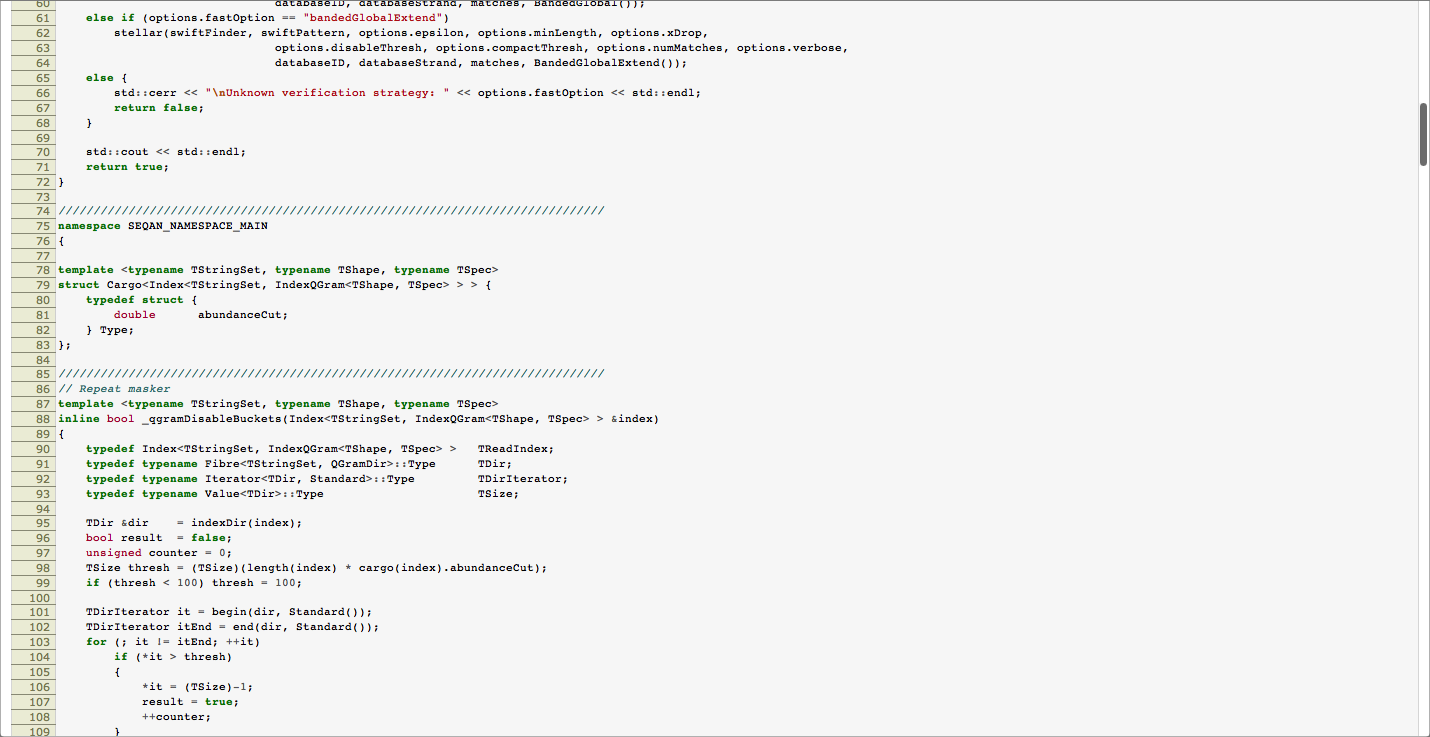 60                               databaseID, databaseStrand, matches, BandedGlobal());
61    else if (options.fastOption == "bandedGlobalExtend")
62        stellar(swiftFinder, swiftPattern, options.epsilon, options.minLength, options.xDrop,
63                               options.disableThresh, options.compactThresh, options.numMatches, options.verbose,
64                               databaseID, databaseStrand, matches, BandedGlobalExtend());
65    else {
66        std::cerr << "\nUnknown verification strategy: " << options.fastOption << std::endl;
67        return false;
68    }
69
70    std::cout << std::endl;
71    return true;
72 }
73
74 //////////////////////////////////////////////////////////////////////////////
75 namespace SEQAN_NAMESPACE_MAIN
76 {
77
78 template <typename TStringSet, typename TShape, typename TSpec>
79 struct Cargo<Index<TStringSet, IndexQGram<TShape, TSpec> > > {
80    typedef struct {
81        double      abundanceCut;
82    } Type;
83 };
84
85 //////////////////////////////////////////////////////////////////////////////
86 // Repeat masker
87 template <typename TStringSet, typename TShape, typename TSpec>
88 inline bool _qgramDisableBuckets(Index<TStringSet, IndexQGram<TShape, TSpec> > &index)
89 {
90    typedef Index<TStringSet, IndexQGram<TShape, TSpec> >   TReadIndex;
91    typedef typename Fibre<TStringSet, QGramDir>::Type      TDir;
92    typedef typename Iterator<TDir, Standard>::Type         TDirIterator;
93    typedef typename Value<TDir>::Type                      TSize;
94
95    TDir &dir    = indexDir(index);
96    bool result  = false;
97    unsigned counter = 0;
98    TSize thresh = (TSize)(length(index) * cargo(index).abundanceCut);
99    if (thresh < 100) thresh = 100;
100
101    TDirIterator it = begin(dir, Standard());
102    TDirIterator itEnd = end(dir, Standard());
103    for (; it != itEnd; ++it)
104        if (*it > thresh)
105        {
106            *it = (TSize)-1;
107            result = true;
108            ++counter;
109        }